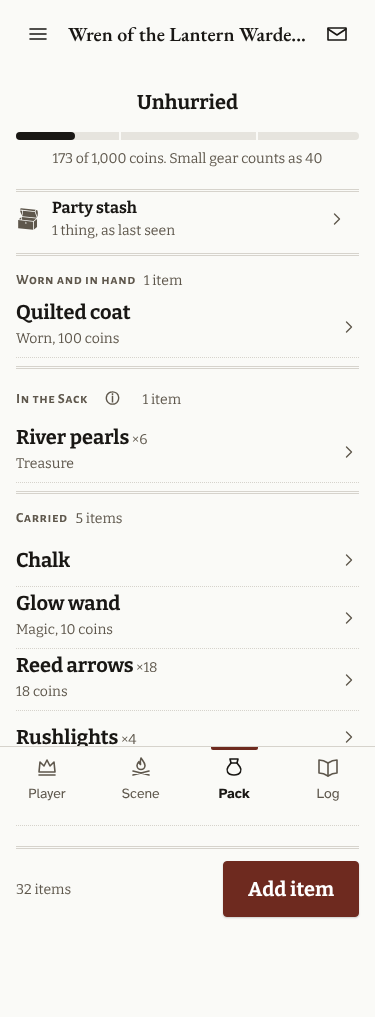 Wren of the Lantern Warde...
Unhurried
173 of 1,000 coins. Small gear counts as 40
Party stash
1 thing, as last seen
Worn and in hand 1 item
Quilted coat
Worn, 100 coins
In the Sack 1 item
River pearls ×6
Treasure
Carried 5 items
Chalk
Glow wand
Magic, 10 coins
Reed arrows ×18
18 coins
Rushlights ×4
Player Scene Pack Log
32 items Add item